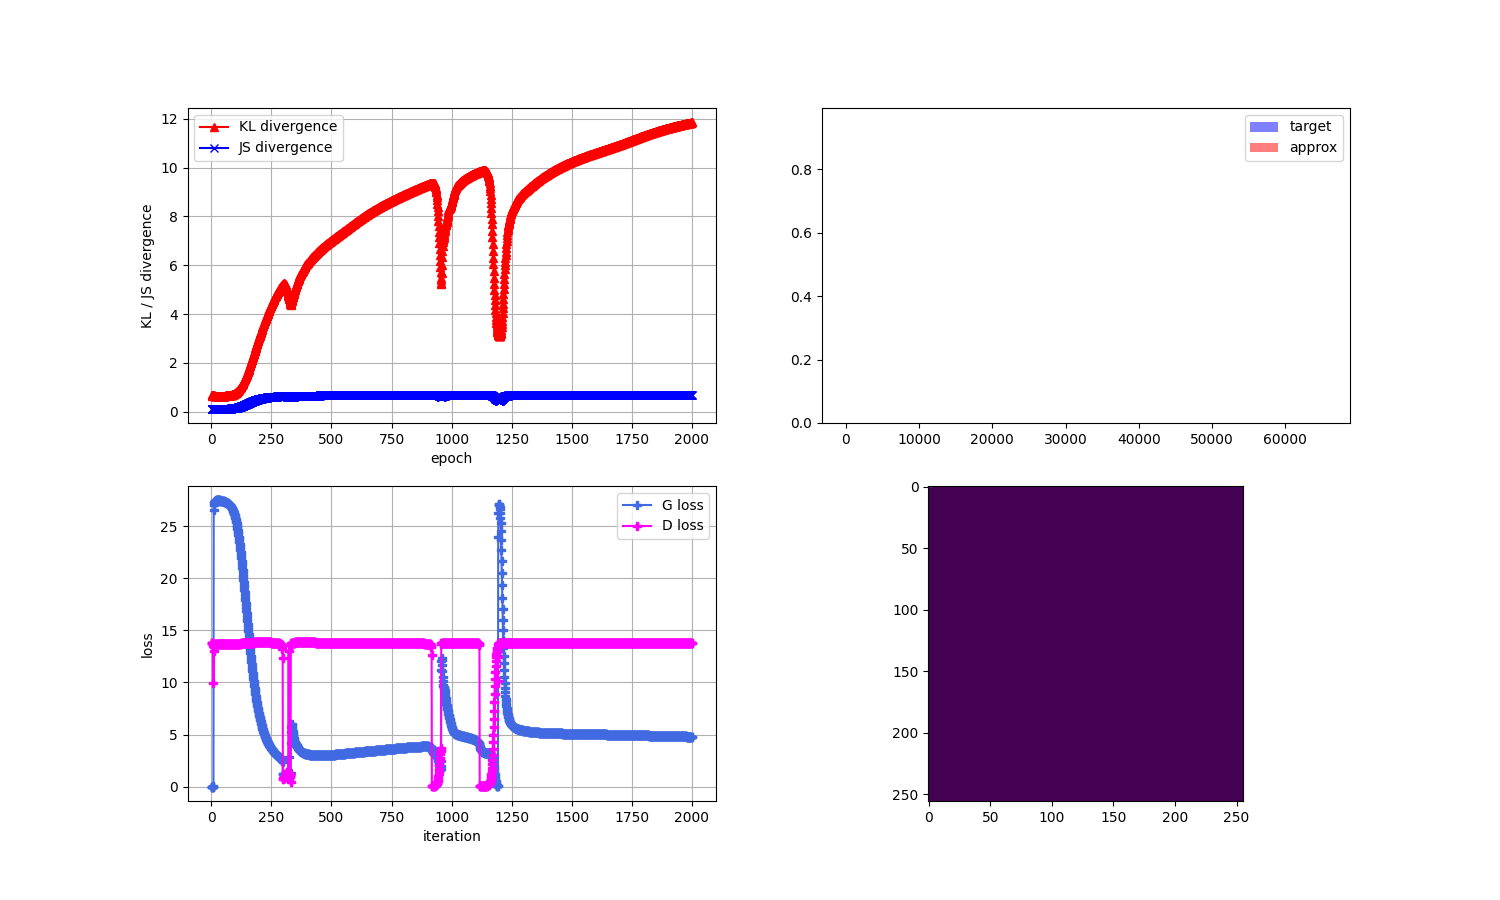 KL divergence
JS divergence
12
10
8
6
4
2
0
KL / JS divergence
0 250 500 750 1000 1250 1500 1750 2000
epoch
target
approx
0.8
0.6
0.4
0.2
0.0
0 10000 20000 30000 40000 50000 60000
G loss
D loss
25
20
15
10
5
0
loss
0 250 500 750 1000 1250 1500 1750 2000
iteration
0
50
100
150
200
250
0 50 100 150 200 250